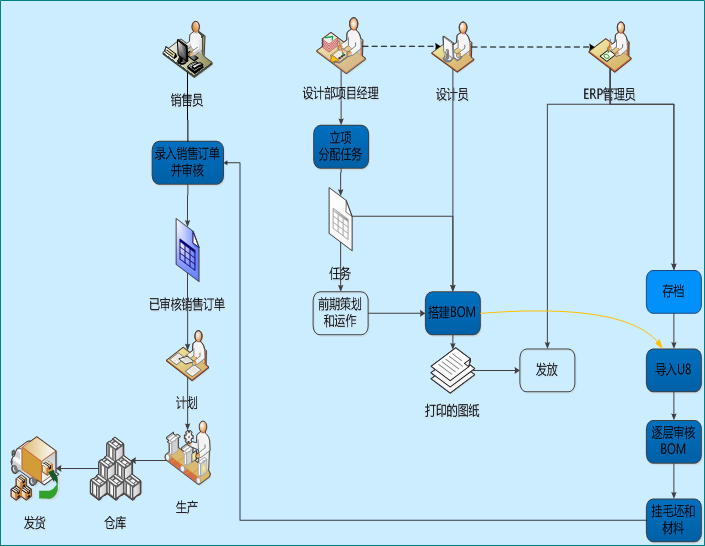 销售员
设计部项目经理
设计员
ERP管理员
立项
分配任务
录入销售订单
并审核
任务
已审核销售订单
前期策划
和运作
搭建BOM
存档
发放
导入U8
计划
打印的图纸
逐层审核
BOM
生产
仓库
发货
挂毛还和
材料